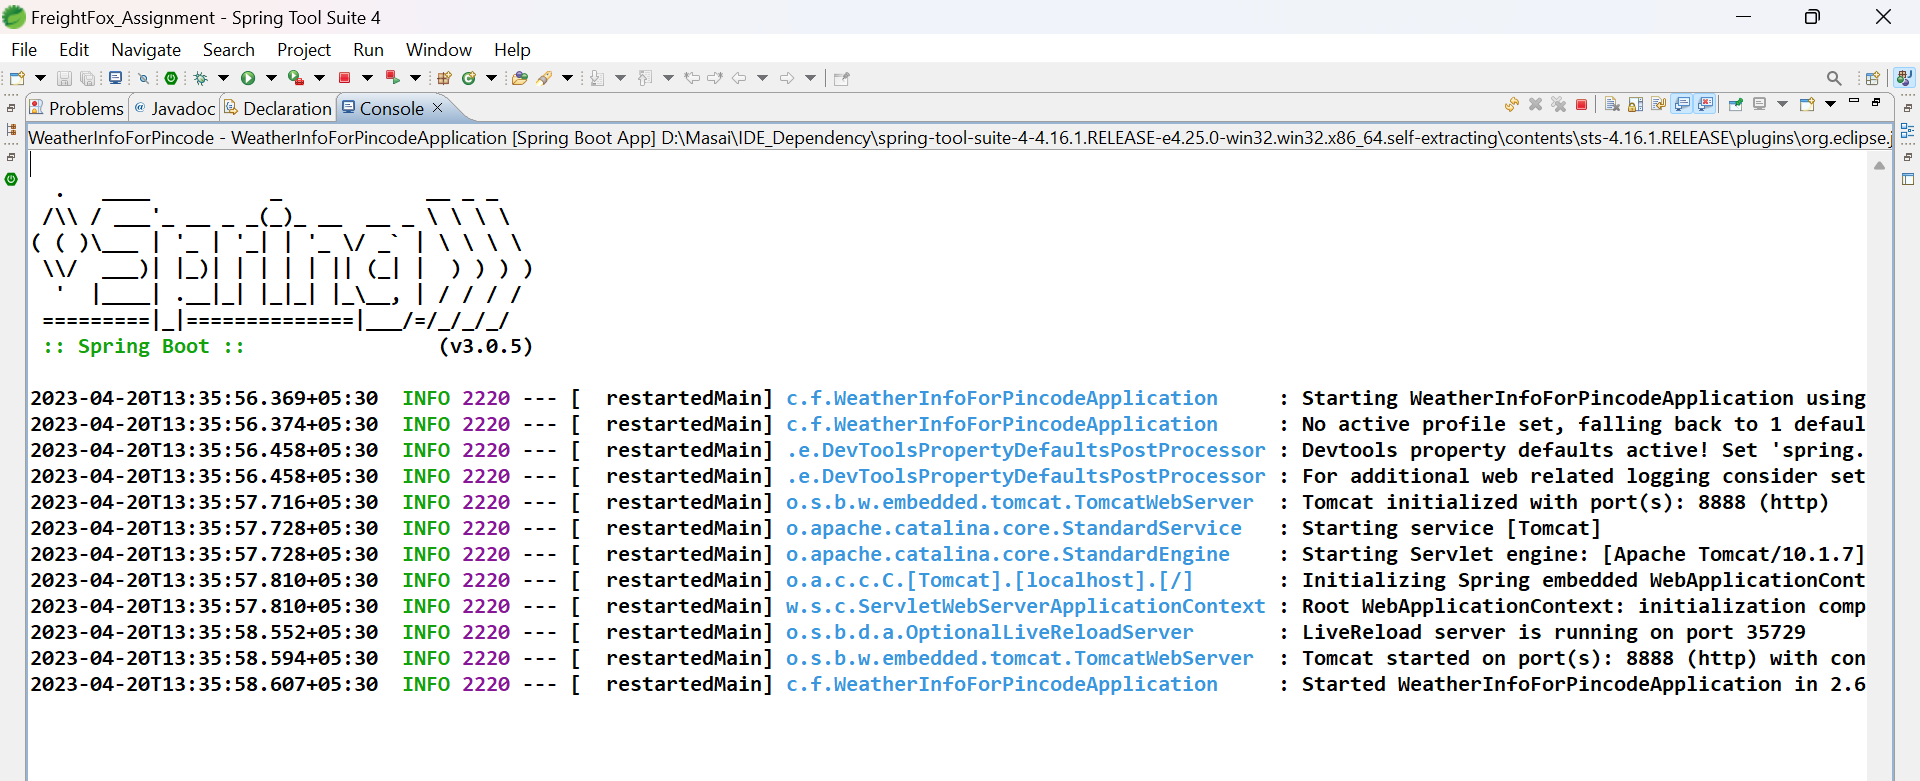 FreightFox_Assignment - Spring Tool Suite 4
File Edit Navigate Search Project Run Window Help
Problems @ Javadoc Declaration Console
WeatherInfoForPincode - WeatherInfoForPincodeApplication [Spring Boot App] D:\Masai\IDE_Dependency\spring-tool-suite-4-4.16.1.RELEASE-e4.25.0-win32.win32.x86_64.self-extracting\contents\sts-4.16.1.RELEASE\plugins\org.eclipse.j
  .   ____          _            __ _ _
 /\\ / ___'_ __ _ _(_)_ __  __ _ \ \ \ \
( ( )\___ | '_ | '_| | '_ \/ _` | \ \ \ \
 \\/  ___)| |_)| | | | | || (_| |  ) ) ) )
  '  |____| .__|_| |_|_| |_\__, | / / / /
 =========|_|==============|___/=/_/_/_/
 :: Spring Boot ::                (v3.0.5)
2023-04-20T13:35:56.369+05:30  INFO 2220 --- [  restartedMain] c.f.WeatherInfoForPincodeApplication     : Starting WeatherInfoForPincodeApplication using
2023-04-20T13:35:56.374+05:30  INFO 2220 --- [  restartedMain] c.f.WeatherInfoForPincodeApplication     : No active profile set, falling back to 1 defaul
2023-04-20T13:35:56.458+05:30  INFO 2220 --- [  restartedMain] .e.DevToolsPropertyDefaultsPostProcessor : Devtools property defaults active! Set 'spring.
2023-04-20T13:35:56.458+05:30  INFO 2220 --- [  restartedMain] .e.DevToolsPropertyDefaultsPostProcessor : For additional web related logging consider set
2023-04-20T13:35:57.716+05:30  INFO 2220 --- [  restartedMain] o.s.b.w.embedded.tomcat.TomcatWebServer  : Tomcat initialized with port(s): 8888 (http)
2023-04-20T13:35:57.728+05:30  INFO 2220 --- [  restartedMain] o.apache.catalina.core.StandardService   : Starting service [Tomcat]
2023-04-20T13:35:57.728+05:30  INFO 2220 --- [  restartedMain] o.apache.catalina.core.StandardEngine    : Starting Servlet engine: [Apache Tomcat/10.1.7]
2023-04-20T13:35:57.810+05:30  INFO 2220 --- [  restartedMain] o.a.c.c.C.[Tomcat].[localhost].[/]       : Initializing Spring embedded WebApplicationCont
2023-04-20T13:35:57.810+05:30  INFO 2220 --- [  restartedMain] w.s.c.ServletWebServerApplicationContext : Root WebApplicationContext: initialization comp
2023-04-20T13:35:58.552+05:30  INFO 2220 --- [  restartedMain] o.s.b.d.a.OptionalLiveReloadServer       : LiveReload server is running on port 35729
2023-04-20T13:35:58.594+05:30  INFO 2220 --- [  restartedMain] o.s.b.w.embedded.tomcat.TomcatWebServer  : Tomcat started on port(s): 8888 (http) with con
2023-04-20T13:35:58.607+05:30  INFO 2220 --- [  restartedMain] c.f.WeatherInfoForPincodeApplication     : Started WeatherInfoForPincodeApplication in 2.6